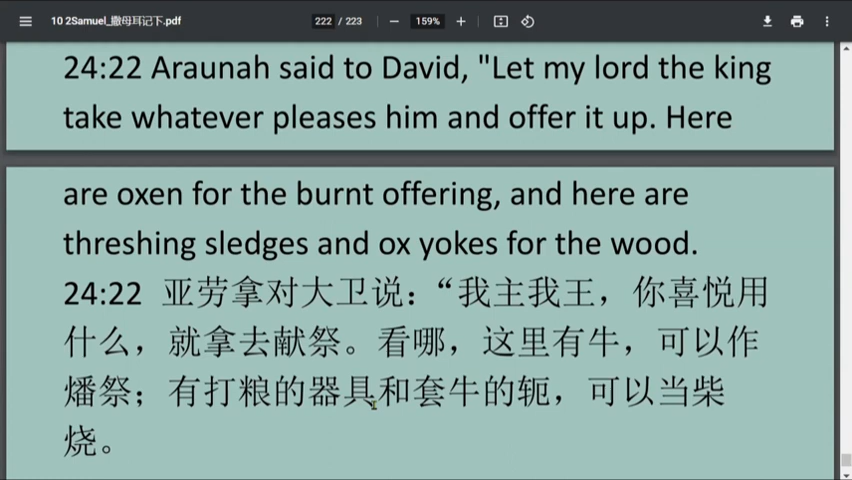 10 2Samuel_撒母耳记下.pdf 222 / 223 159%
24:22 Araunah said to David, "Let my lord the king
take whatever pleases him and offer it up. Here
are oxen for the burnt offering, and here are
threshing sledges and ox yokes for the wood.
24:22 亚劳拿对大卫说：“我主我王，你喜悦用
什么，就拿去献祭。看哪，这里有牛，可以作
燔祭；有打粮的器具和套牛的轭，可以当柴
烧。